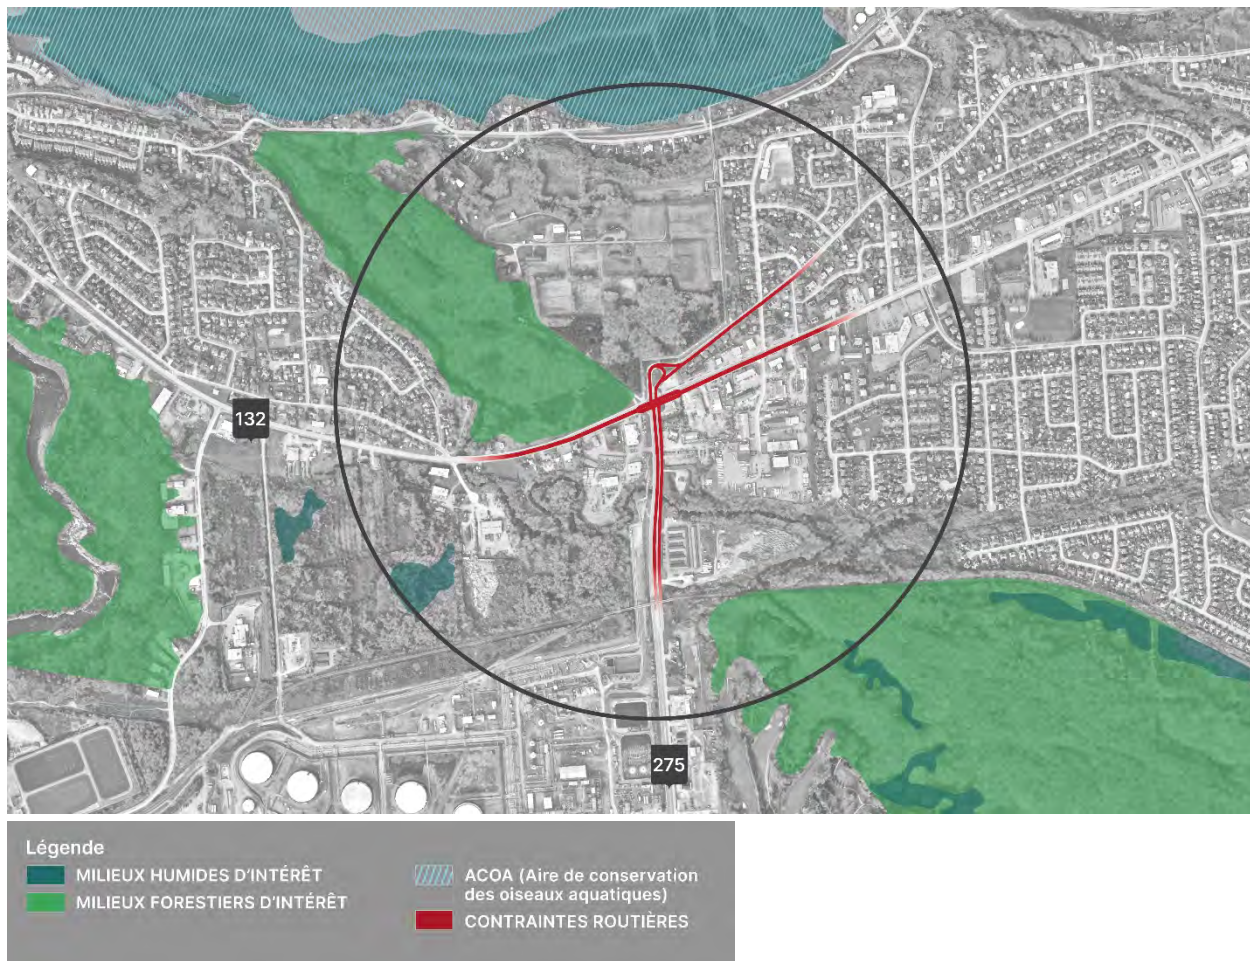 132
275
Légende
MILIEUX HUMIDES D'INTÉRÊT
MILIEUX FORESTIERS D'INTÉRÊT
ACOA (Aire de conservation
des oiseaux aquatiques)
CONTRAINTES ROUTIÈRES